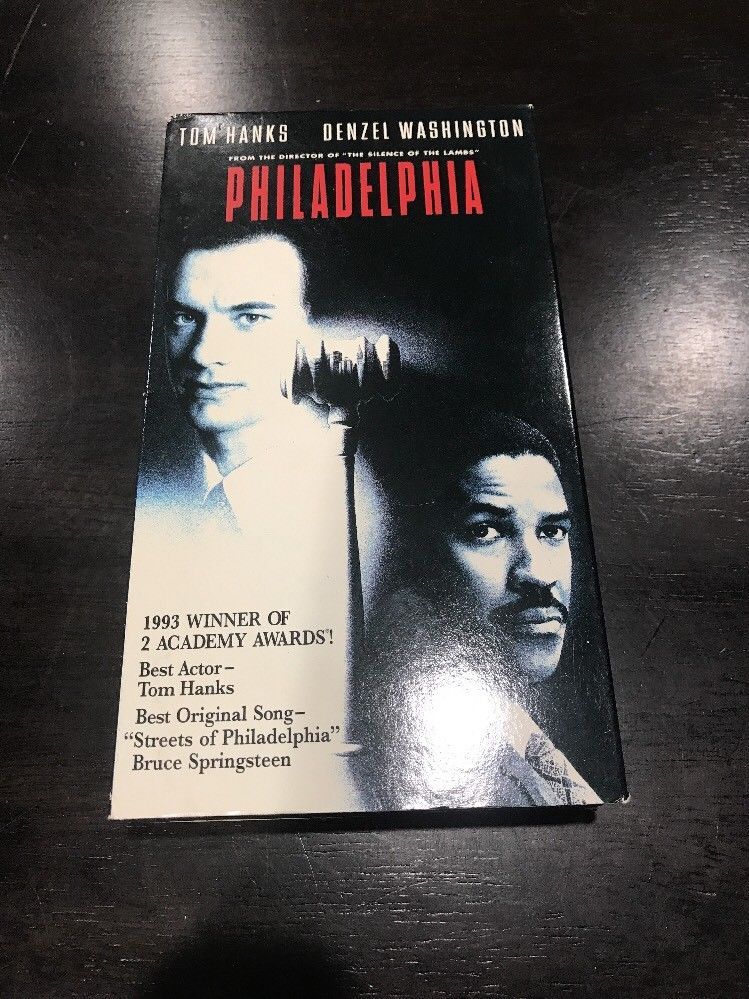 TOM HANKS DENZEL WASHINGTON
FROM THE DIRECTOR OF "THE SILENCE OF THE LAMBS"
PHILADELPHIA
1993 WINNER OF
2 ACADEMY AWARDS®!
Best Actor–
Tom Hanks
Best Original Song–
“Streets of Philadelphia”
Bruce Springsteen